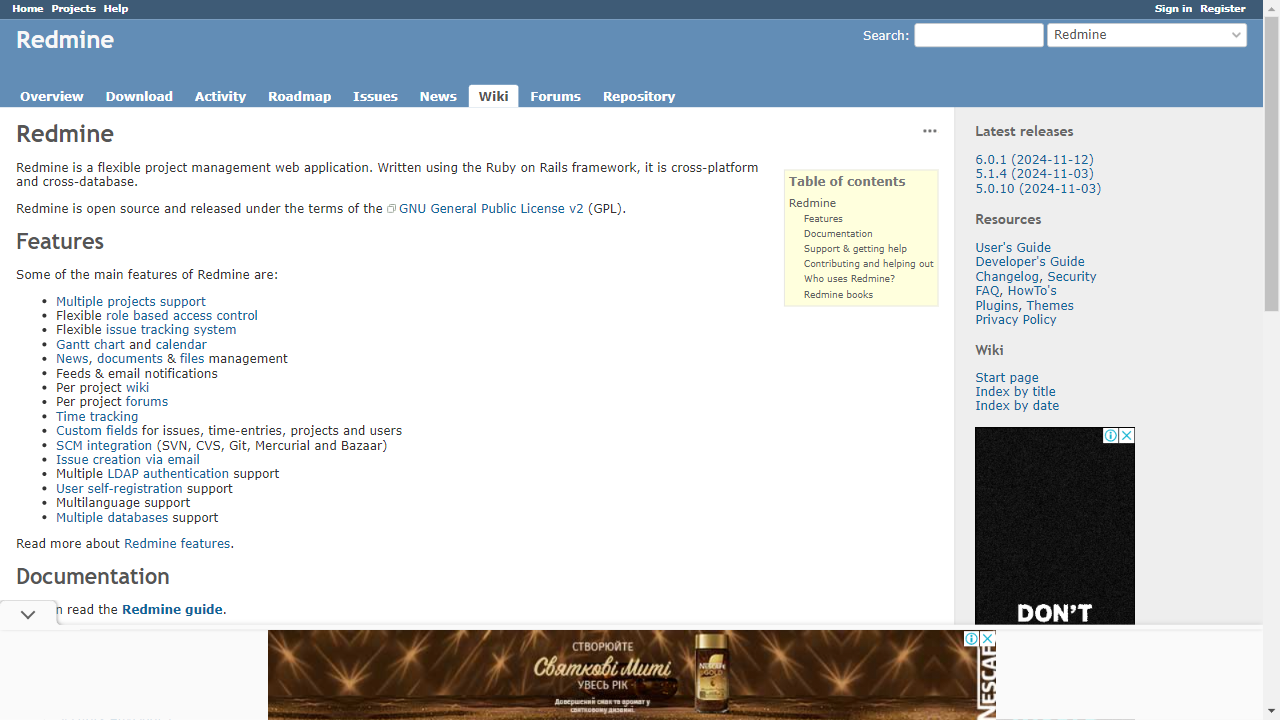 Home Projects Help
Sign in Register
Redmine
Search:
Redmine
Overview Download Activity Roadmap Issues News Wiki Forums Repository
Redmine
Redmine is a flexible project management web application. Written using the Ruby on Rails framework, it is cross-platform
and cross-database.
Redmine is open source and released under the terms of the GNU General Public License v2 (GPL).
Features
Some of the main features of Redmine are:
• Multiple projects support
• Flexible role based access control
• Flexible issue tracking system
• Gantt chart and calendar
• News, documents & files management
• Feeds & email notifications
• Per project wiki
• Per project forums
• Time tracking
• Custom fields for issues, time-entries, projects and users
• SCM integration (SVN, CVS, Git, Mercurial and Bazaar)
• Issue creation via email
• Multiple LDAP authentication support
• User self-registration support
• Multilanguage support
• Multiple databases support
Read more about Redmine features.
Documentation
n read the Redmine guide.
Table of contents
Redmine
Features
Documentation
Support & getting help
Contributing and helping out
Who uses Redmine?
Redmine books
Latest releases
6.0.1 (2024-11-12)
5.1.4 (2024-11-03)
5.0.10 (2024-11-03)
Resources
User's Guide
Developer's Guide
Changelog, Security
FAQ, HowTo's
Plugins, Themes
Privacy Policy
Wiki
Start page
Index by title
Index by date
DON'T
СТВОРЮЙТЕ
Святкові Миті
УВЕСЬ РІК
Довершений смак та аромат у
святковому дизайні.
NESCAFÉ
GOLD
NESCAFÉ